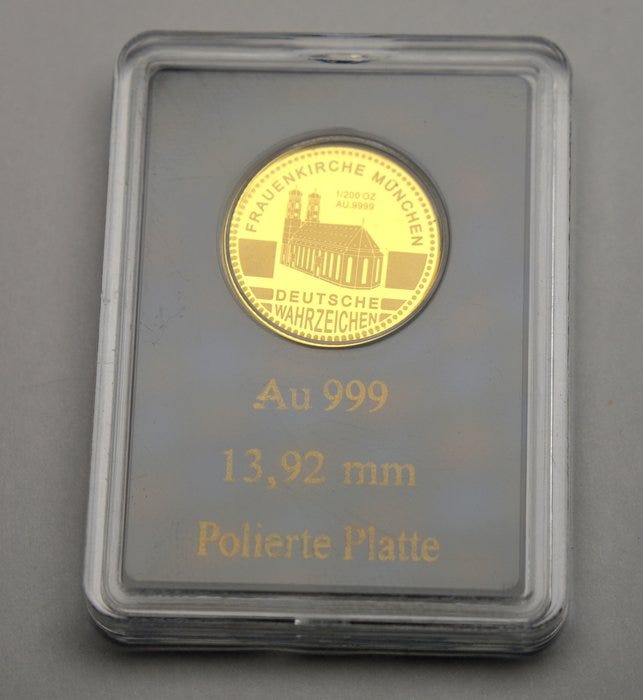 FRAUENKIRCHE MÜNCHEN
1/200 OZ
AU.9999
DEUTSCHE
WAHRZEICHEN
Au 999
13,92 mm
Polierte Platte